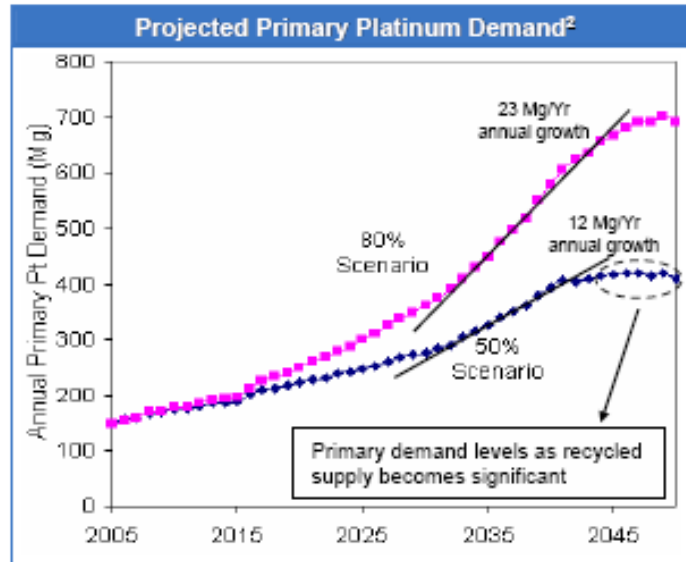 Projected Primary Platinum Demand²
Annual Primary Pt Demand (Mg)
800
700
600
500
400
300
200
100
0
23 Mg/Yr
annual growth
12 Mg/Yr
annual growth
80%
Scenario
50%
Scenario
Primary demand levels as recycled
supply becomes significant
2005 2015 2025 2035 2045